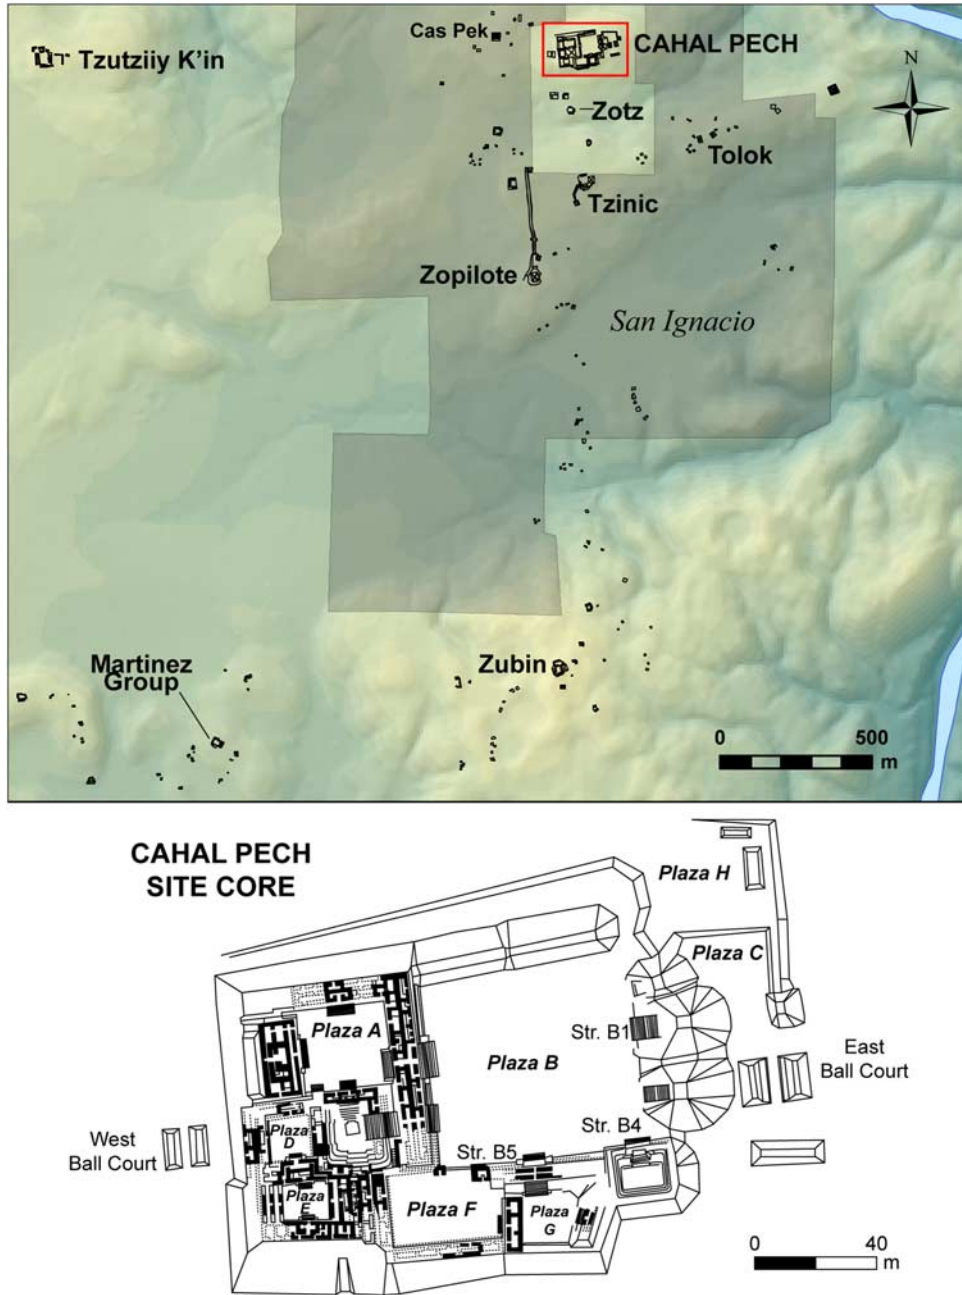 Cas Pek
CAHAL PECH
Tzutziiy K'in
N
Zotz
Tolok
Tzinic
Zopilote
San Ignacio
Martinez
Group
Zubin
0 500
m
CAHAL PECH
SITE CORE
Plaza H
Plaza C
Plaza A
Str. B1
Plaza B
East
Ball Court
Plaza
D
Str. B4
West
Ball Court
Str. B5
Plaza
E
Plaza F
Plaza
G
0 40
m